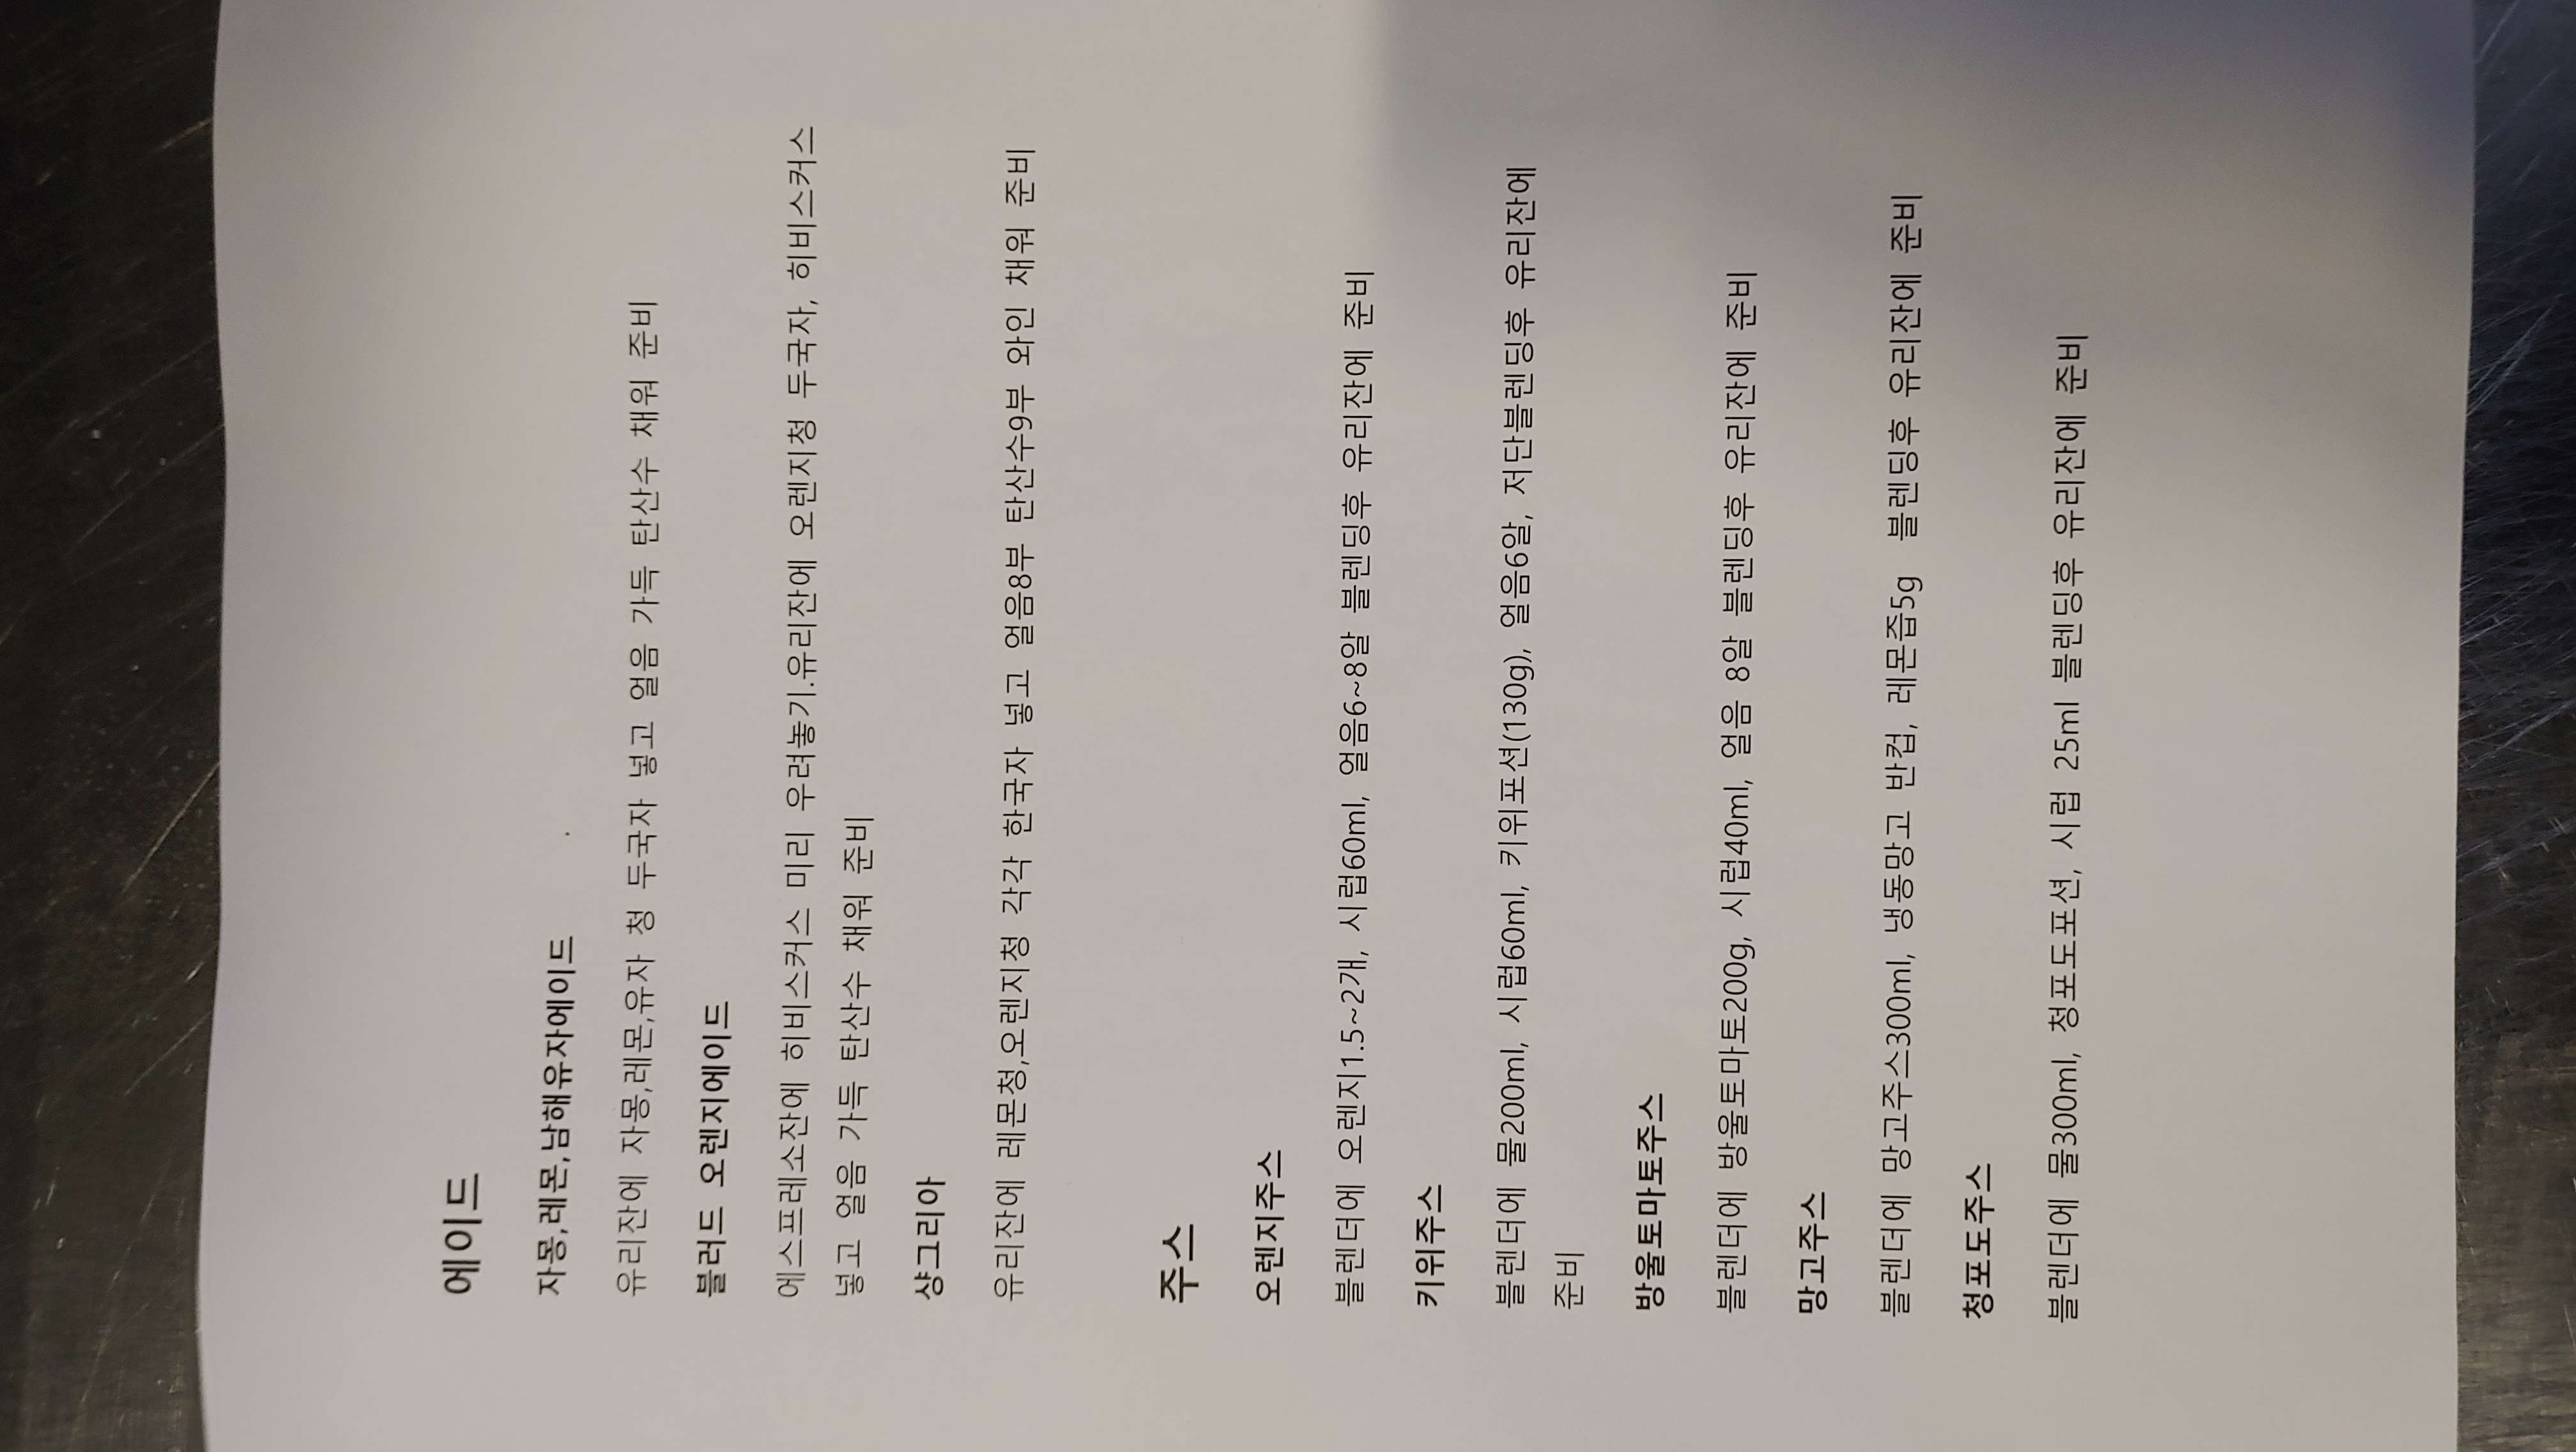 에이드
자몽,레몬,남해유자에이드
유리잔에 자몽,레몬,유자 청 두국자 넣고 얼음 가득 탄산수 채워 준비
블러드 오렌지에이드
에스프레소잔에 히비스커스 미리 우려놓기.유리잔에 오렌지청 두국자, 히비스커스
넣고 얼음 가득 탄산수 채워 준비
샹그리아
유리잔에 레몬청,오렌지청 각각 한국자 넣고 얼음8부 탄산수9부 와인 채워 준비
주스
오렌지주스
블렌더에 오렌지1.5~2개, 시럽60ml, 얼음6~8알 블렌딩후 유리잔에 준비
키위주스
블렌더에 물200ml, 시럽60ml, 키위포션(130g), 얼음6알, 저단블렌딩후 유리잔에
준비
방울토마토주스
블렌더에 방울토마토200g, 시럽40ml, 얼음 8알 블렌딩후 유리잔에 준비
망고주스
블렌더에 망고주스300ml, 냉동망고 반컵, 레몬즙5g 블렌딩후 유리잔에 준비
청포도주스
블렌더에 물300ml, 청포도포션, 시럽 25ml 블렌딩후 유리잔에 준비